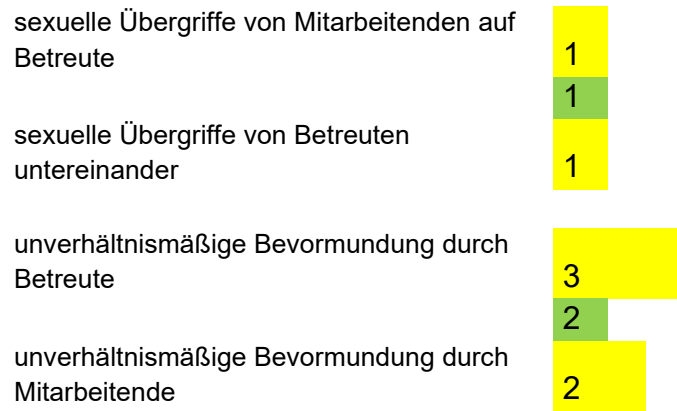 sexuelle Übergriffe von Mitarbeitenden auf
Betreute 1
1
sexuelle Übergriffe von Betreuten
untereinander 1
unverhältnismäßige Bevormundung durch
Betreute 3
2
unverhältnismäßige Bevormundung durch
Mitarbeitende 2